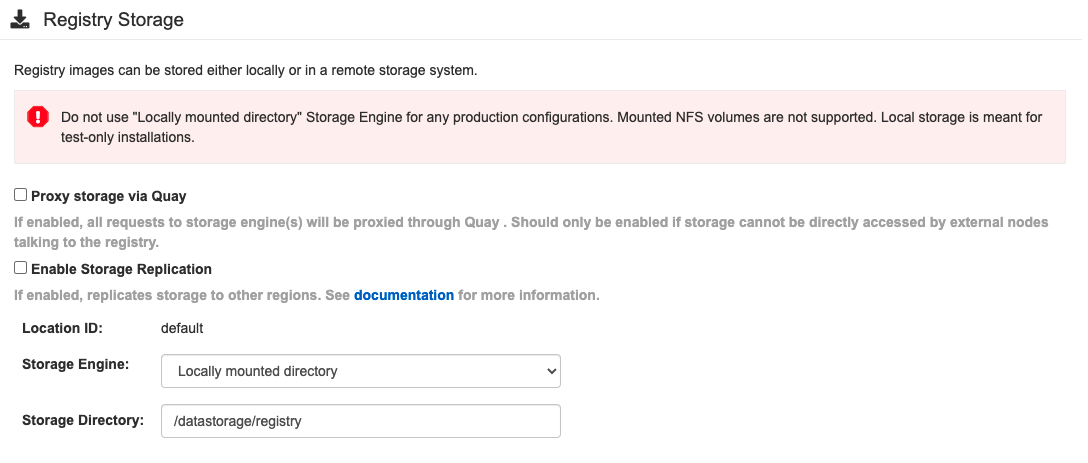 Registry Storage
Registry images can be stored either locally or in a remote storage system.
Do not use "Locally mounted directory" Storage Engine for any production configurations. Mounted NFS volumes are not supported. Local storage is meant for
test-only installations.
Proxy storage via Quay
If enabled, all requests to storage engine(s) will be proxied through Quay . Should only be enabled if storage cannot be directly accessed by external nodes
talking to the registry.
Enable Storage Replication
If enabled, replicates storage to other regions. See documentation for more information.
Location ID: default
Storage Engine: Locally mounted directory
Storage Directory: /datastorage/registry